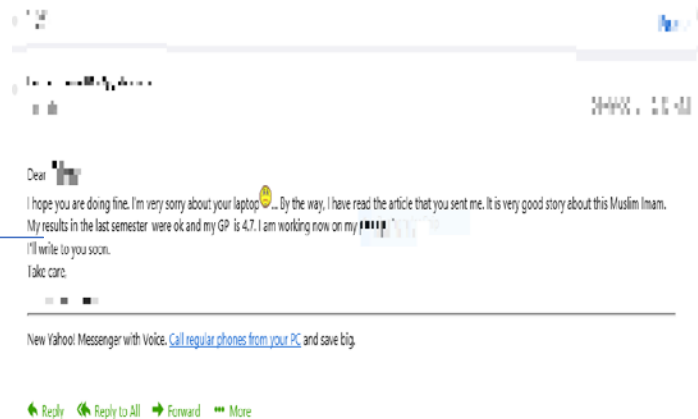 Dear
I hope you are doing fine. I'm very sorry about your laptop ... By the way, I have read the article that you sent me. It is very good story about this Muslim Imam.
My results in the last semester were ok and my GP is 4.7. I am working now on my
I'll write to you soon.
Take care,
New Yahoo! Messenger with Voice. Call regular phones from your PC and save big.
Reply Reply to All Forward ••• More